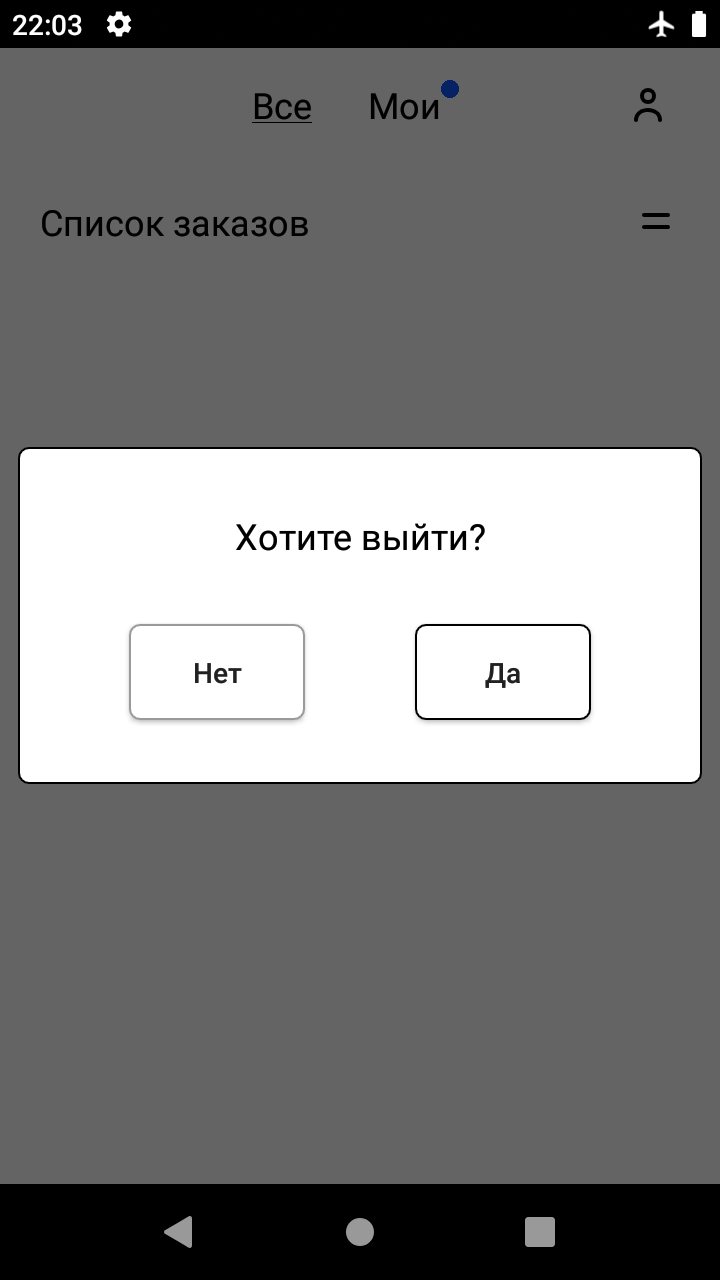 22:03
Все Мои
Список заказов
Хотите выйти?
Нет Да